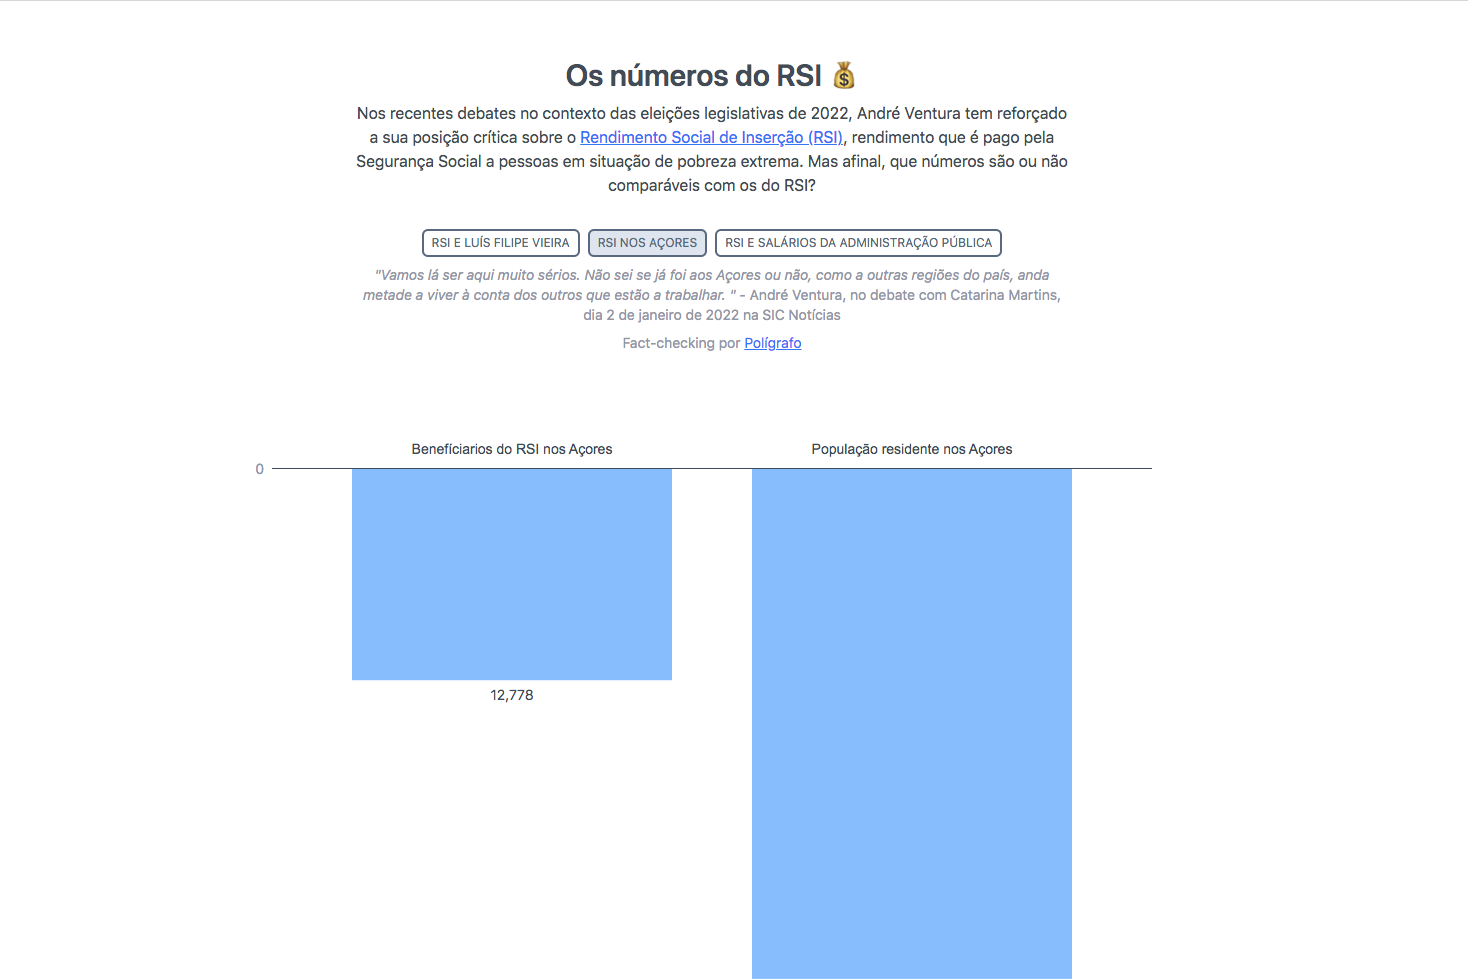 Os números do RSI 💰
Nos recentes debates no contexto das eleições legislativas de 2022, André Ventura tem reforçado
a sua posição crítica sobre o Rendimento Social de Inserção (RSI), rendimento que é pago pela
Segurança Social a pessoas em situação de pobreza extrema. Mas afinal, que números são ou não
comparáveis com os do RSI?
RSI E LUÍS FILIPE VIEIRA
RSI NOS AÇORES
RSI E SALÁRIOS DA ADMINISTRAÇÃO PÚBLICA
"Vamos lá ser aqui muito sérios. Não sei se já foi aos Açores ou não, como a outras regiões do país, anda
metade a viver à conta dos outros que estão a trabalhar. " - André Ventura, no debate com Catarina Martins,
dia 2 de janeiro de 2022 na SIC Notícias
Fact-checking por Polígrafo
Benefíciarios do RSI nos Açores
População residente nos Açores
0
12,778